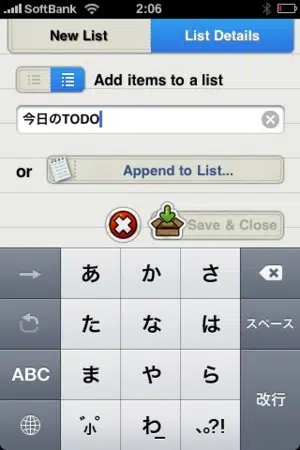 SoftBank 2:06
New List List Details
Add items to a list
今日のTODO
or Append to List...
Save & Close
→ あ か さ
た な は スペース
ABC ま や ら 改行
゛゜小 わ_ 、。?!